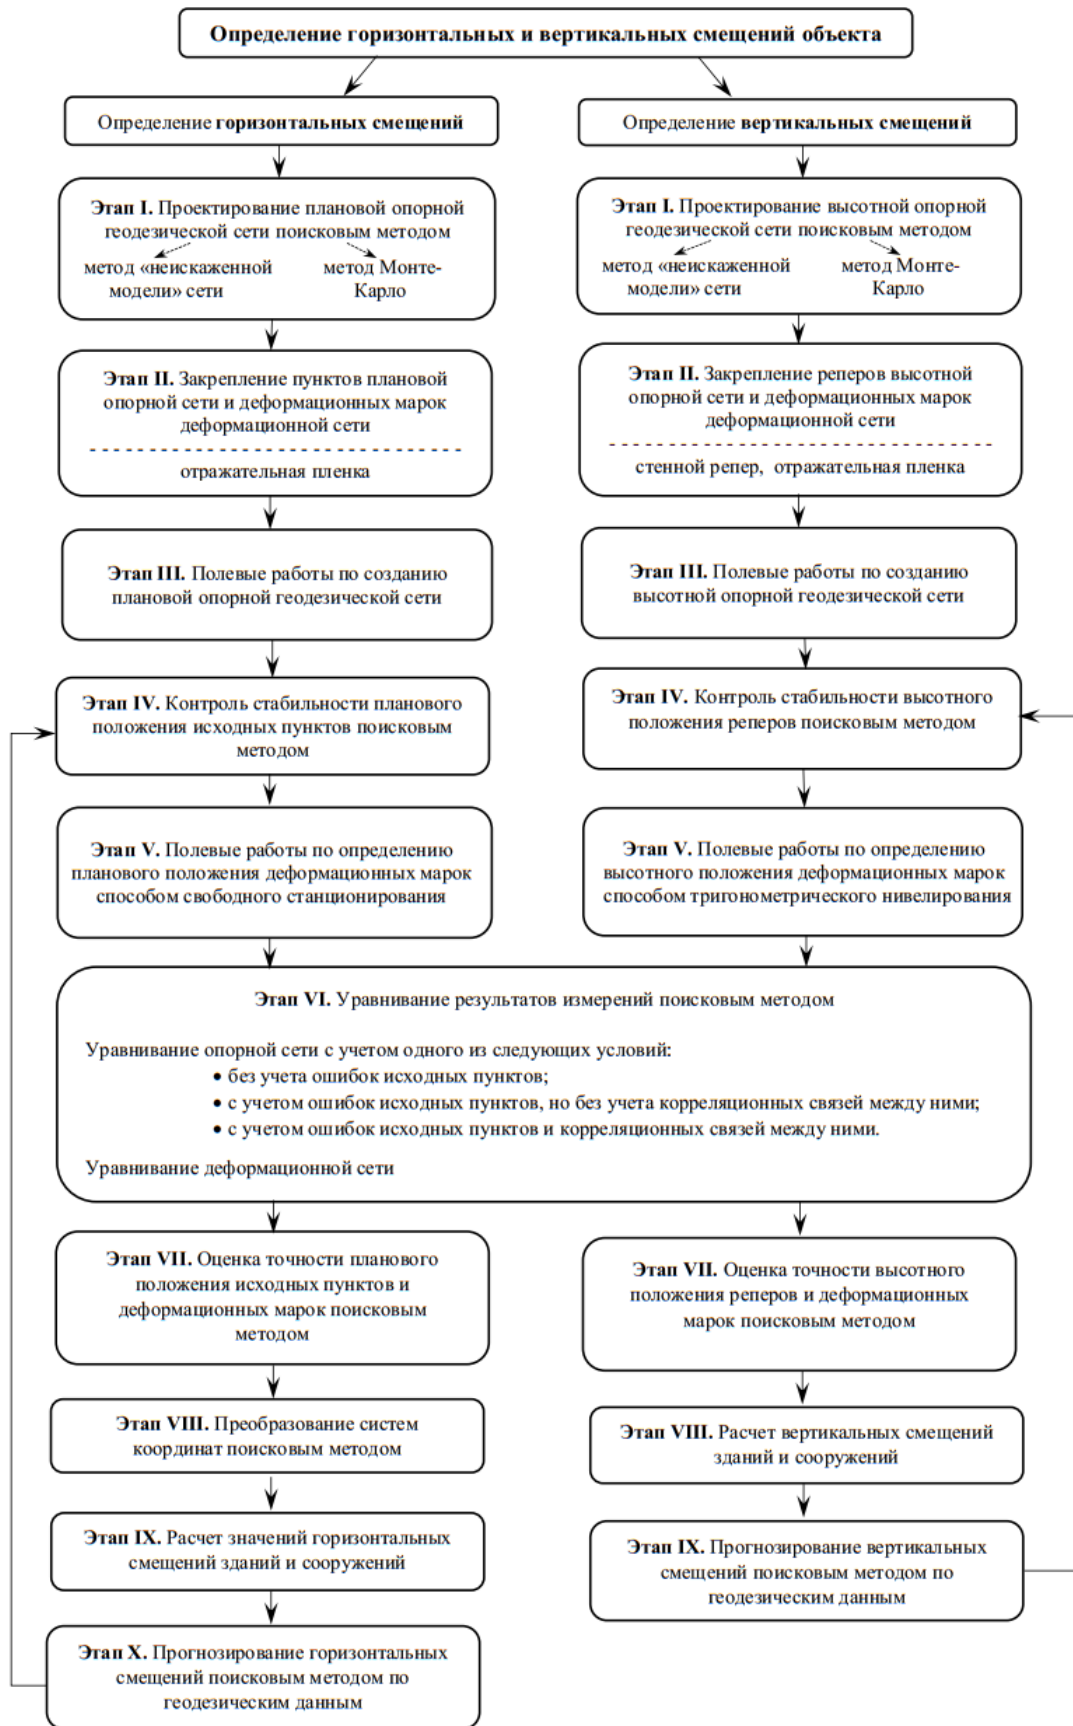 Определение горизонтальных и вертикальных смещений объекта
Определение горизонтальных смещений
Этап I. Проектирование плановой опорной
геодезической сети поисковым методом
метод «неискаженной
модели» сети
метод Монте-
Карло
Этап II. Закрепление пунктов плановой
опорной сети и деформационных марок
деформационной сети
отражательная пленка
Этап III. Полевые работы по созданию
плановой опорной геодезической сети
Этап IV. Контроль стабильности планового
положения исходных пунктов поисковым
методом
Этап V. Полевые работы по определению
планового положения деформационных марок
способом свободного станционирования
Определение вертикальных смещений
Этап I. Проектирование высотной опорной
геодезической сети поисковым методом
метод «неискаженной
модели» сети
метод Монте-
Карло
Этап II. Закрепление реперов высотной
опорной сети и деформационных марок
деформационной сети
стенной репер, отражательная пленка
Этап III. Полевые работы по созданию
высотной опорной геодезической сети
Этап IV. Контроль стабильности высотного
положения реперов поисковым методом
Этап V. Полевые работы по определению
высотного положения деформационных марок
способом тригонометрического нивелирования
Этап VI. Уравнивание результатов измерений поисковым методом
Уравнивание опорной сети с учетом одного из следующих условий:
• без учета ошибок исходных пунктов;
• с учетом ошибок исходных пунктов, но без учета корреляционных связей между ними;
• с учетом ошибок исходных пунктов и корреляционных связей между ними.
Уравнивание деформационной сети
Этап VII. Оценка точности планового
положения исходных пунктов и
деформационных марок поисковым
методом
Этап VIII. Преобразование систем
координат поисковым методом
Этап IX. Расчет значений горизонтальных
смещений зданий и сооружений
Этап X. Прогнозирование горизонтальных
смещений поисковым методом по
геодезическим данным
Этап VII. Оценка точности высотного
положения реперов и деформационных
марок поисковым методом
Этап VIII. Расчет вертикальных смещений
зданий и сооружений
Этап IX. Прогнозирование вертикальных
смещений поисковым методом по
геодезическим данным